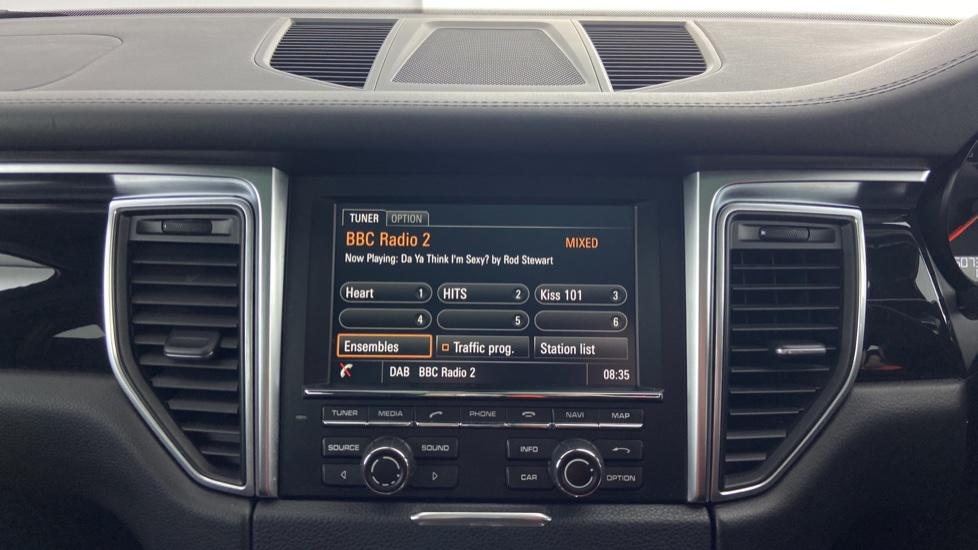 TUNER OPTION
BBC Radio 2 MIXED
Now Playing: Da Ya Think I'm Sexy? by Rod Stewart
Heart 1 HITS 2 Kiss 101 3
4 5 6
Ensembles Traffic prog. Station list
DAB BBC Radio 2 08:35
TUNER MEDIA PHONE NAVI MAP
SOURCE SOUND INFO
CAR OPTION